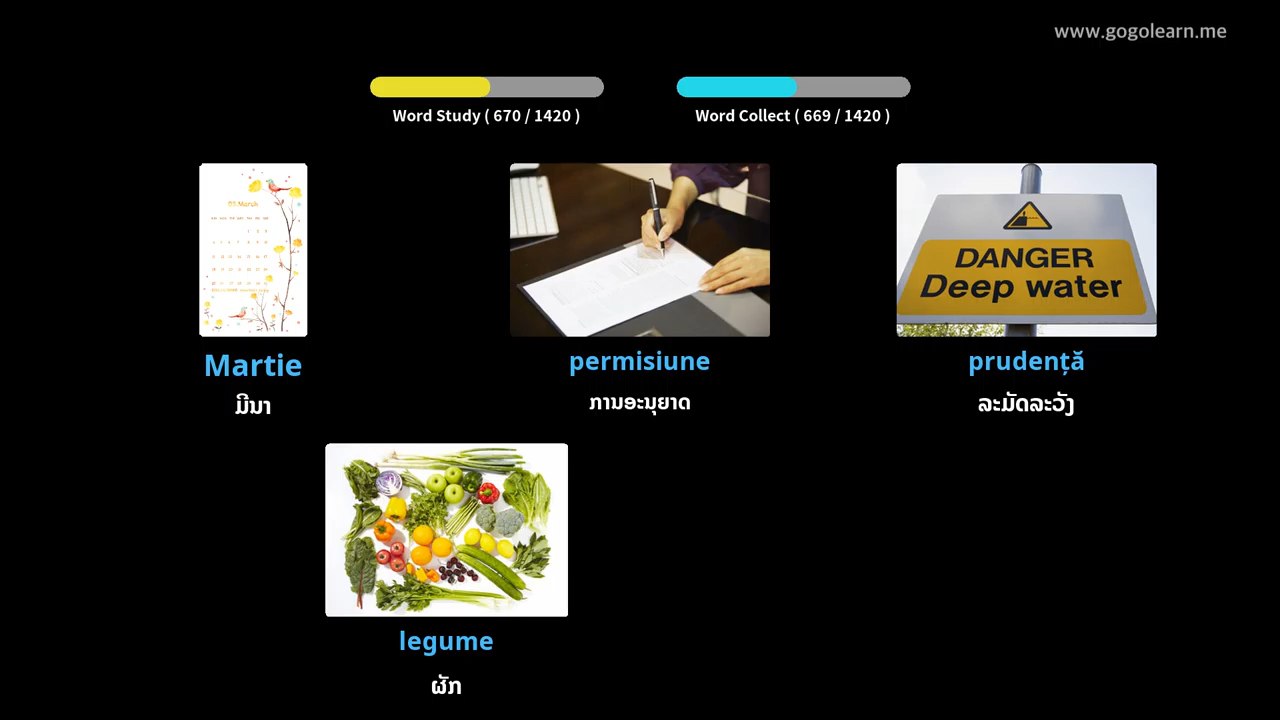 www.gogolearn.me
Word Study ( 670 / 1420 )
Word Collect ( 669 / 1420 )
03 March
DANGER
Deep water
Martie
permisiune
prudență
ມີນາ
ການອະນຸຍາດ
ລະມັດລະວັງ
legume
ຜັກ